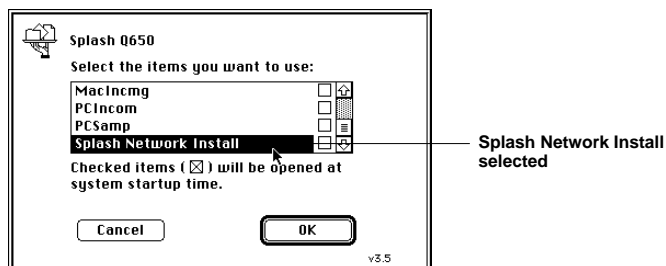 Splash Q650
Select the items you want to use:
MacIncmg
PCIncom
PCSamp
Splash Network Install
Checked items ( ☒ ) will be opened at
system startup time.
Cancel
OK
v3.5
Splash Network Install
selected